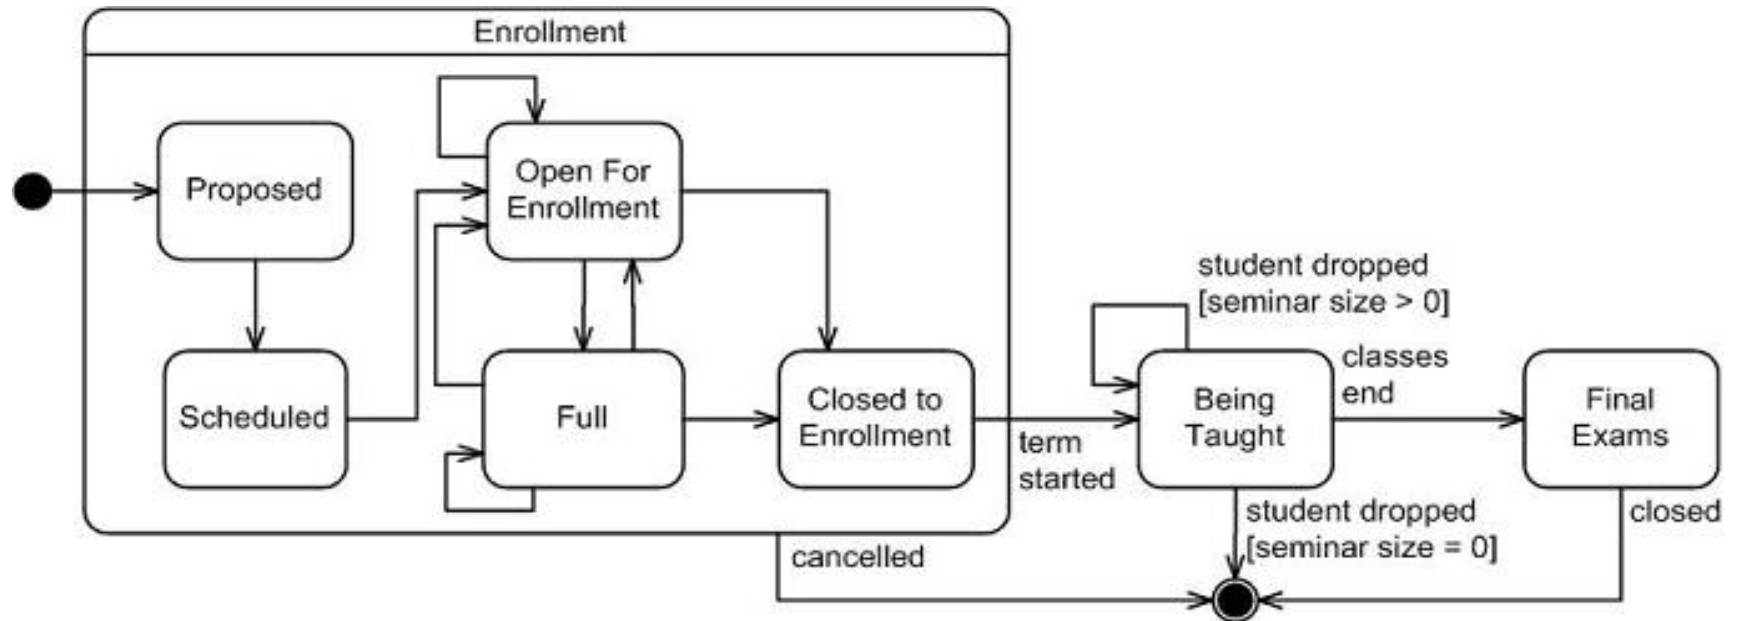 Enrollment
Proposed
Open For
Enrollment
Scheduled
Full
Closed to
Enrollment
term
started
student dropped
[seminar size > 0]
Being
Taught
classes
end
Final
Exams
student dropped
[seminar size = 0]
closed
cancelled